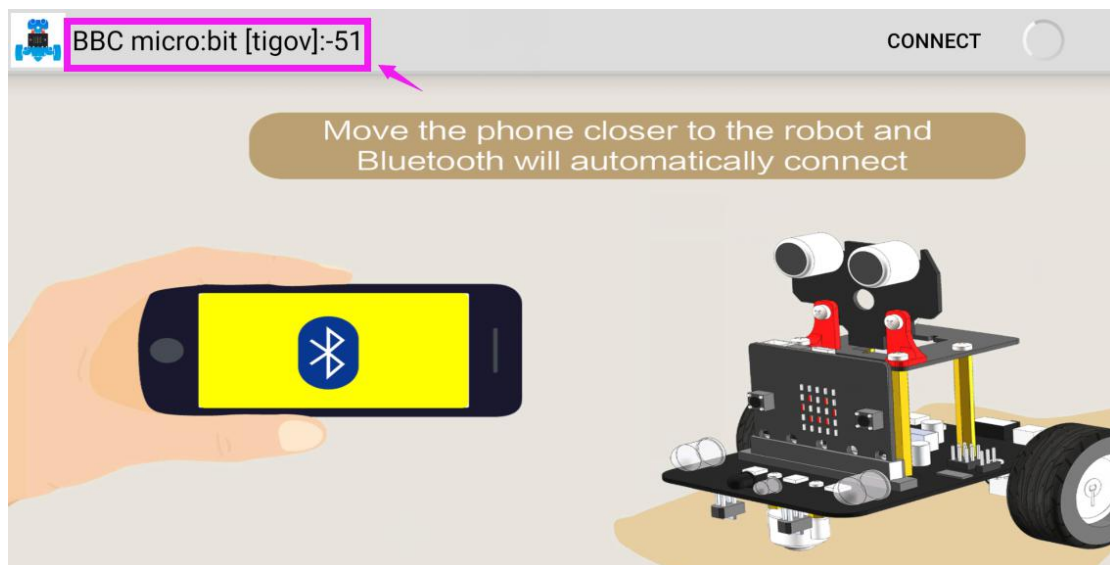 BBC micro:bit [tigov]:-51
CONNECT
Move the phone closer to the robot and
Bluetooth will automatically connect